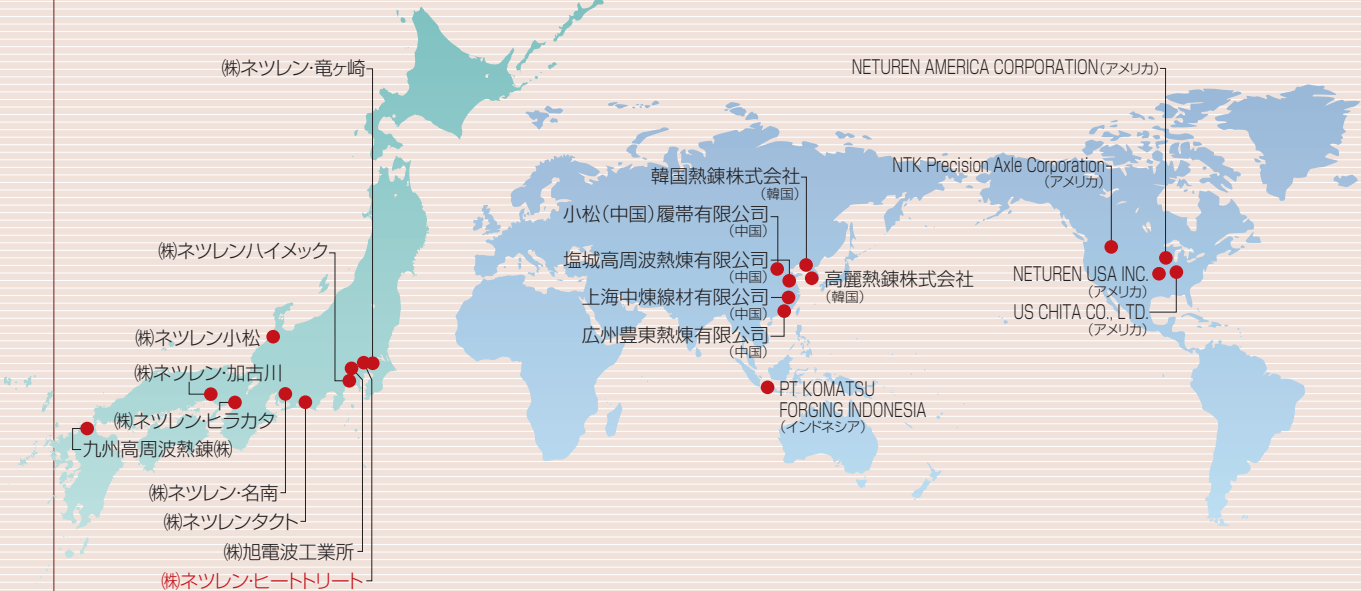 ㈱ネツレン・竜ヶ崎
㈱ネツレンハイメック
㈱ネツレン小松
㈱ネツレン・加古川
㈱ネツレン・ヒラカタ
九州高周波熱錬㈱
㈱ネツレン・名南
㈱ネツレンタクト
㈱旭電波工業所
㈱ネツレン・ヒートトリート
韓国熱錬株式会社
(韓国)
小松(中国)履帯有限公司
(中国)
塩城高周波熱煉有限公司
(中国)
上海中煉線材有限公司
(中国)
広州豊東熱煉有限公司
(中国)
高麗熱錬株式会社
(韓国)
PT KOMATSU
FORGING INDONESIA
(インドネシア)
NETUREN AMERICA CORPORATION(アメリカ)
NTK Precision Axle Corporation
(アメリカ)
NETUREN USA INC.
(アメリカ)
US CHITA CO., LTD.
(アメリカ)